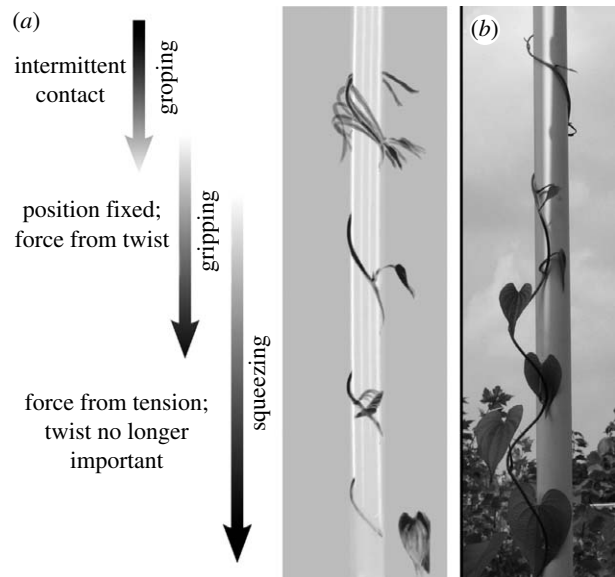 (a)
intermittent
contact
groping
position fixed;
force from twist
gripping
force from tension;
twist no longer
important
squeezing
(b)